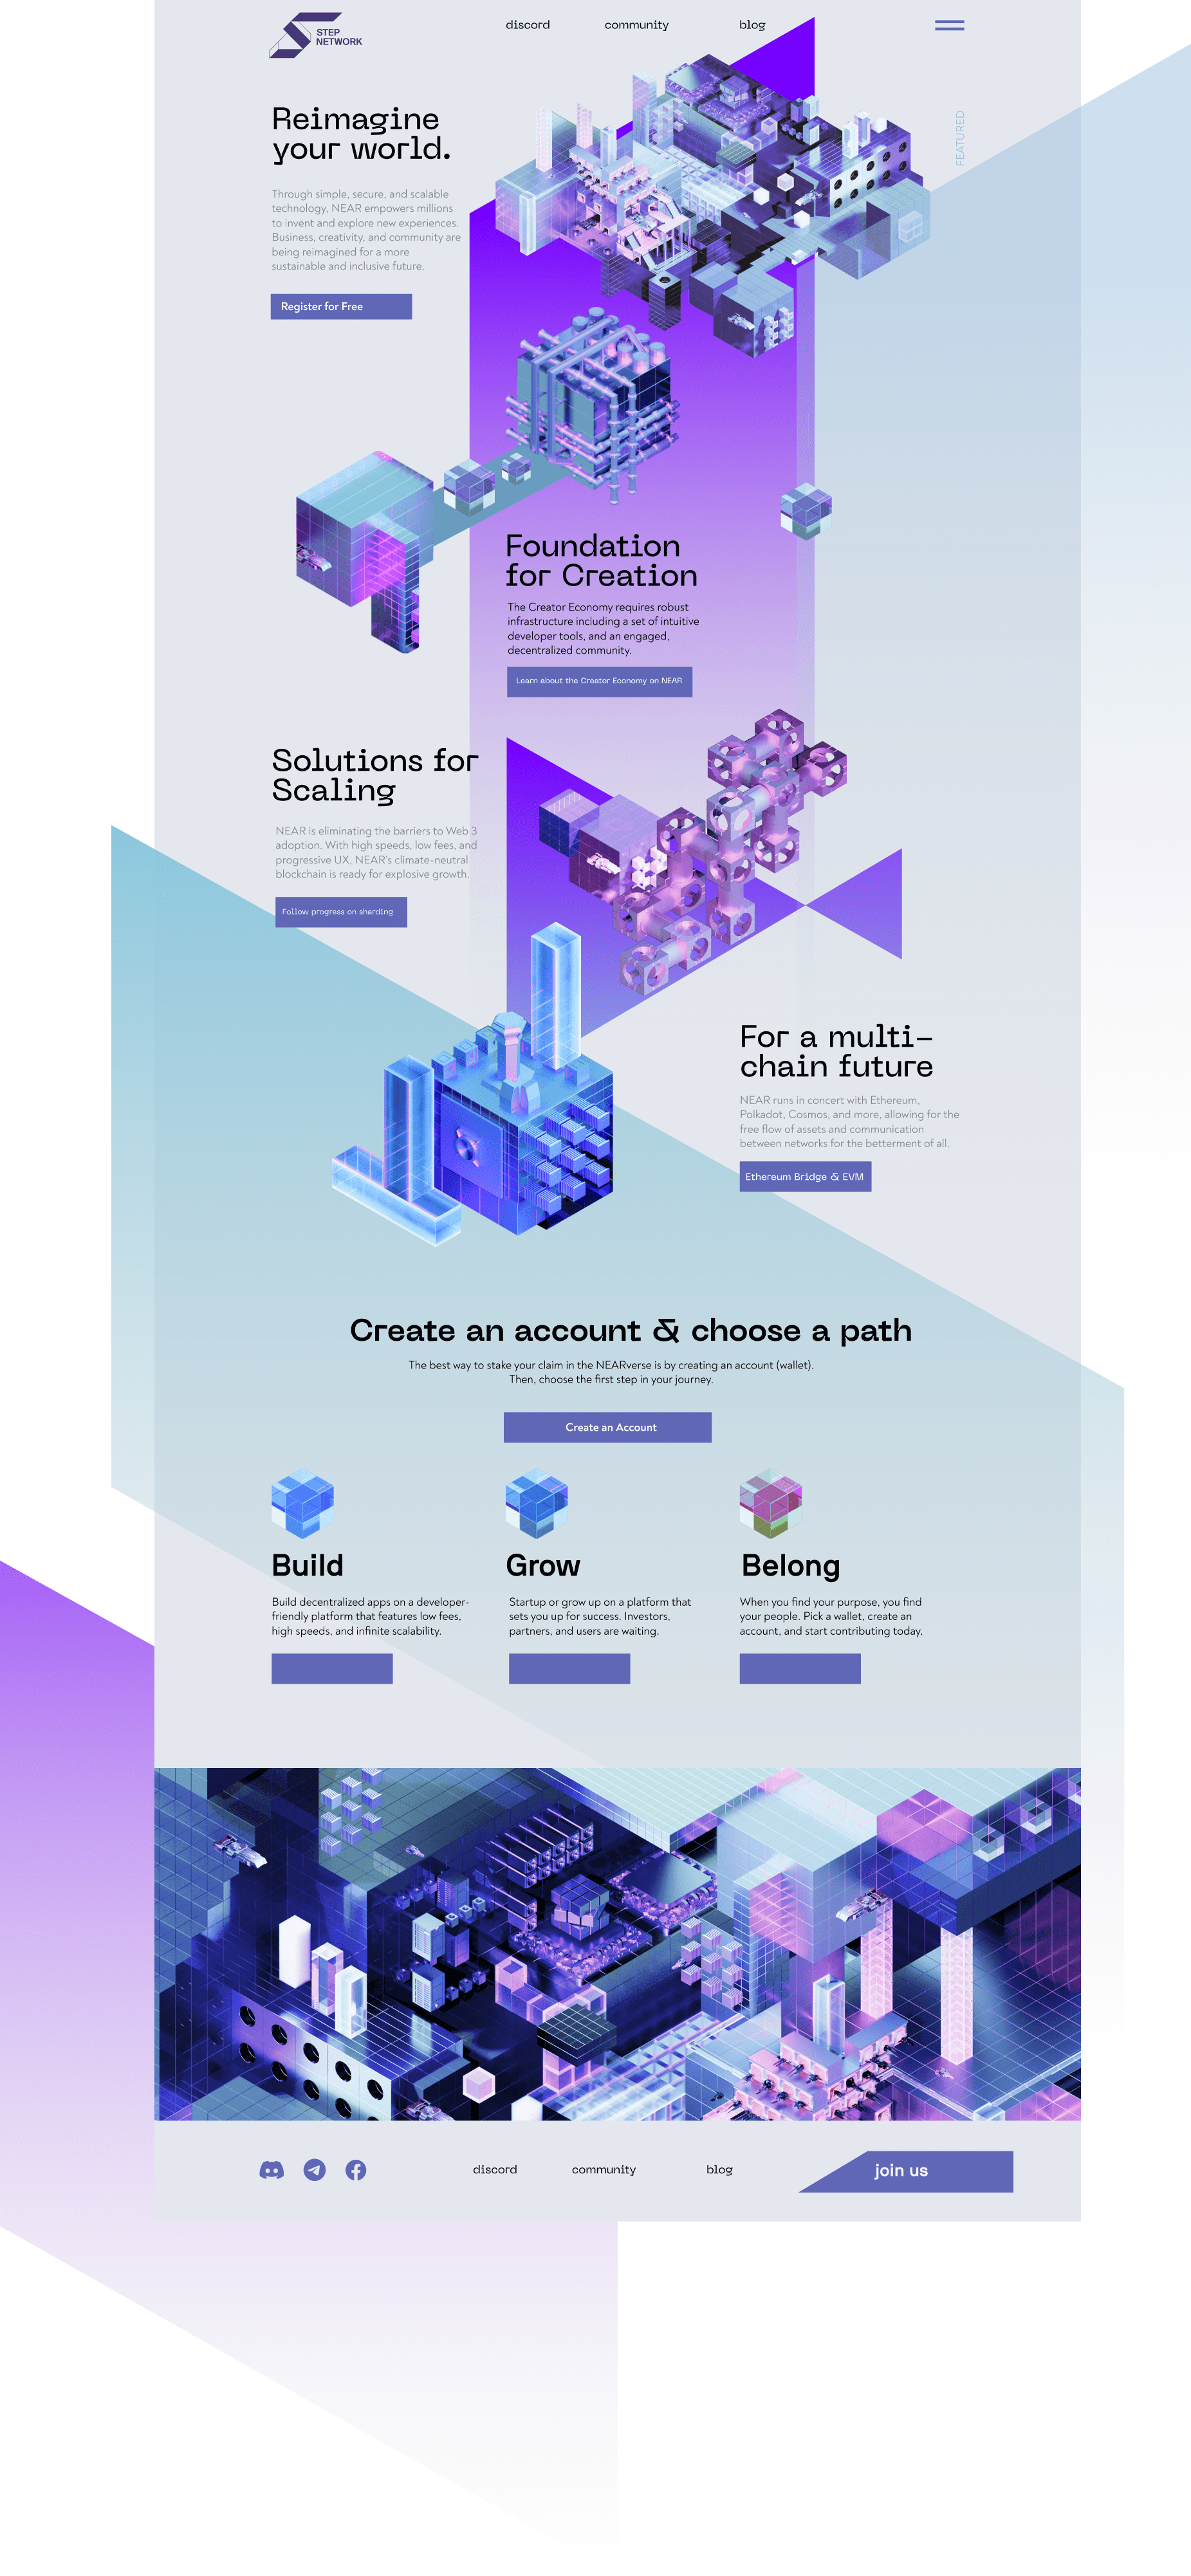 STEP
NETWORK
discord
community
blog
FEATURED
Reimagine
your world.
Through simple, secure, and scalable
technology, NEAR empowers millions
to invent and explore new experiences.
Business, creativity, and community are
being reimagined for a more
sustainable and inclusive future.
Register for Free
Foundation
for Creation
The Creator Economy requires robust
infrastructure including a set of intuitive
developer tools, and an engaged,
decentralized community.
Learn about the Creator Economy on NEAR
Solutions for
Scaling
NEAR is eliminating the barriers to Web 3
adoption. With high speeds, low fees, and
progressive UX, NEAR's climate-neutral
blockchain is ready for explosive growth.
Follow progress on sharding
For a multi-
chain future
NEAR runs in concert with Ethereum,
Polkadot, Cosmos, and more, allowing for the
free flow of assets and communication
between networks for the betterment of all.
Ethereum Bridge & EVM
Create an account & choose a path
The best way to stake your claim in the NEARverse is by creating an account (wallet).
Then, choose the first step in your journey.
Create an Account
Build
Build decentralized apps on a developer-
friendly platform that features low fees,
high speeds, and infinite scalability.
Grow
Startup or grow up on a platform that
sets you up for success. Investors,
partners, and users are waiting.
Belong
When you find your purpose, you find
your people. Pick a wallet, create an
account, and start contributing today.
discord
community
blog
join us